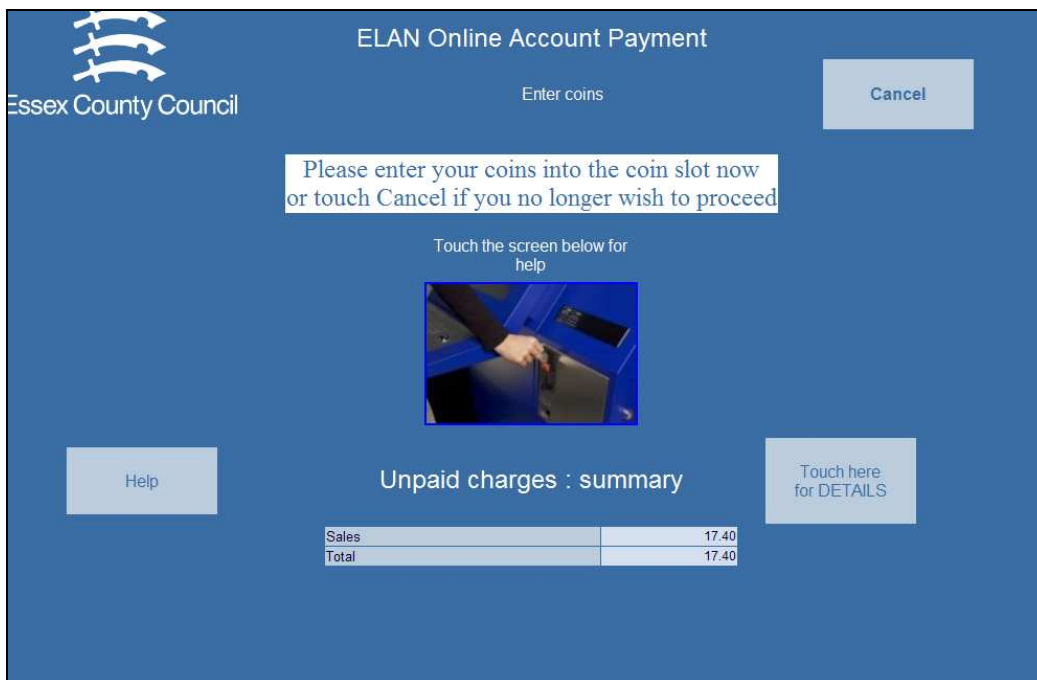 ELAN Online Account Payment
Essex County Council
Enter coins
Cancel
Please enter your coins into the coin slot now
or touch Cancel if you no longer wish to proceed
Touch the screen below for
help
Help
Unpaid charges : summary
Touch here
for DETAILS
Sales 17.40
Total 17.40